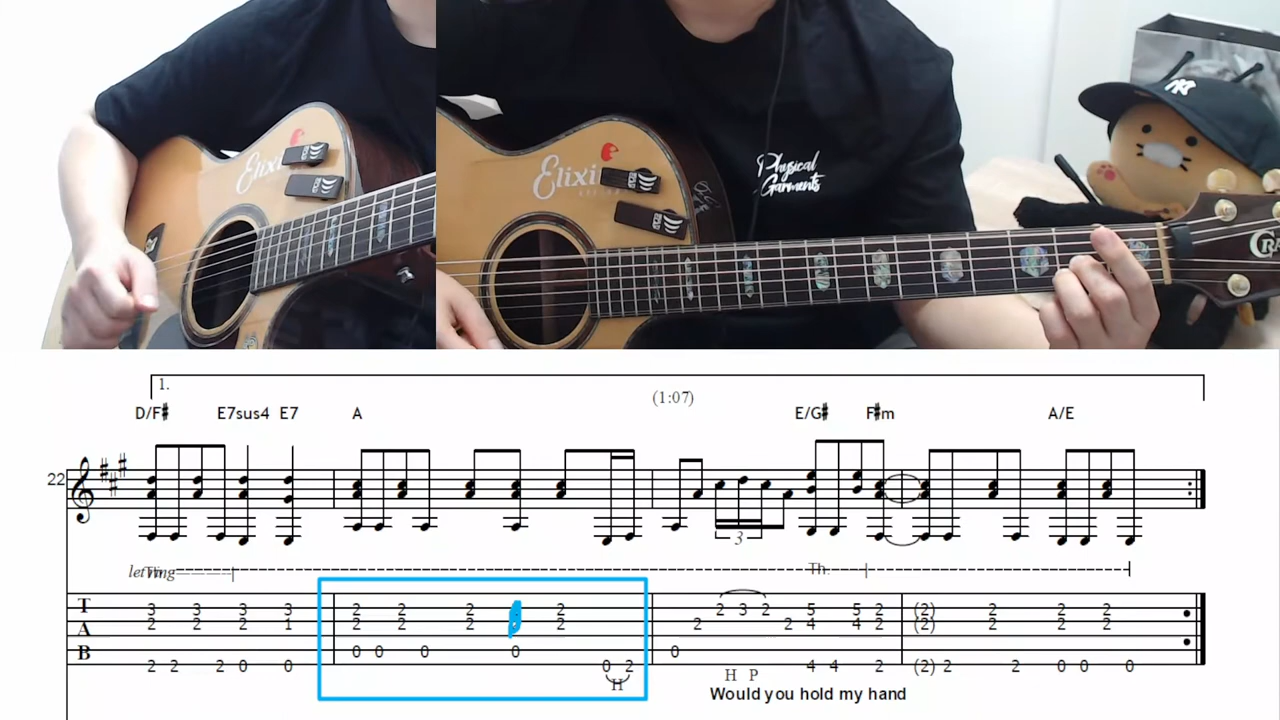 Elixi
Elixi
Physical
Garments
NY
1.
(1:07)
D/F# E7sus4 E7 A E/G# F#m A/E
22
3
let ring
Th.
T 3 3 3 3 2 2 2 2 2 3 2 5 5 2 (2) 2 2 2
A 2 2 2 1 2 2 2 2 2 2 4 4 2 (2) 2 2 2
B 0 0 0 0 0
2 2 2 0 0 0 2 4 4 2 (2) 2 2 0 0 0
H H P
Would you hold my hand